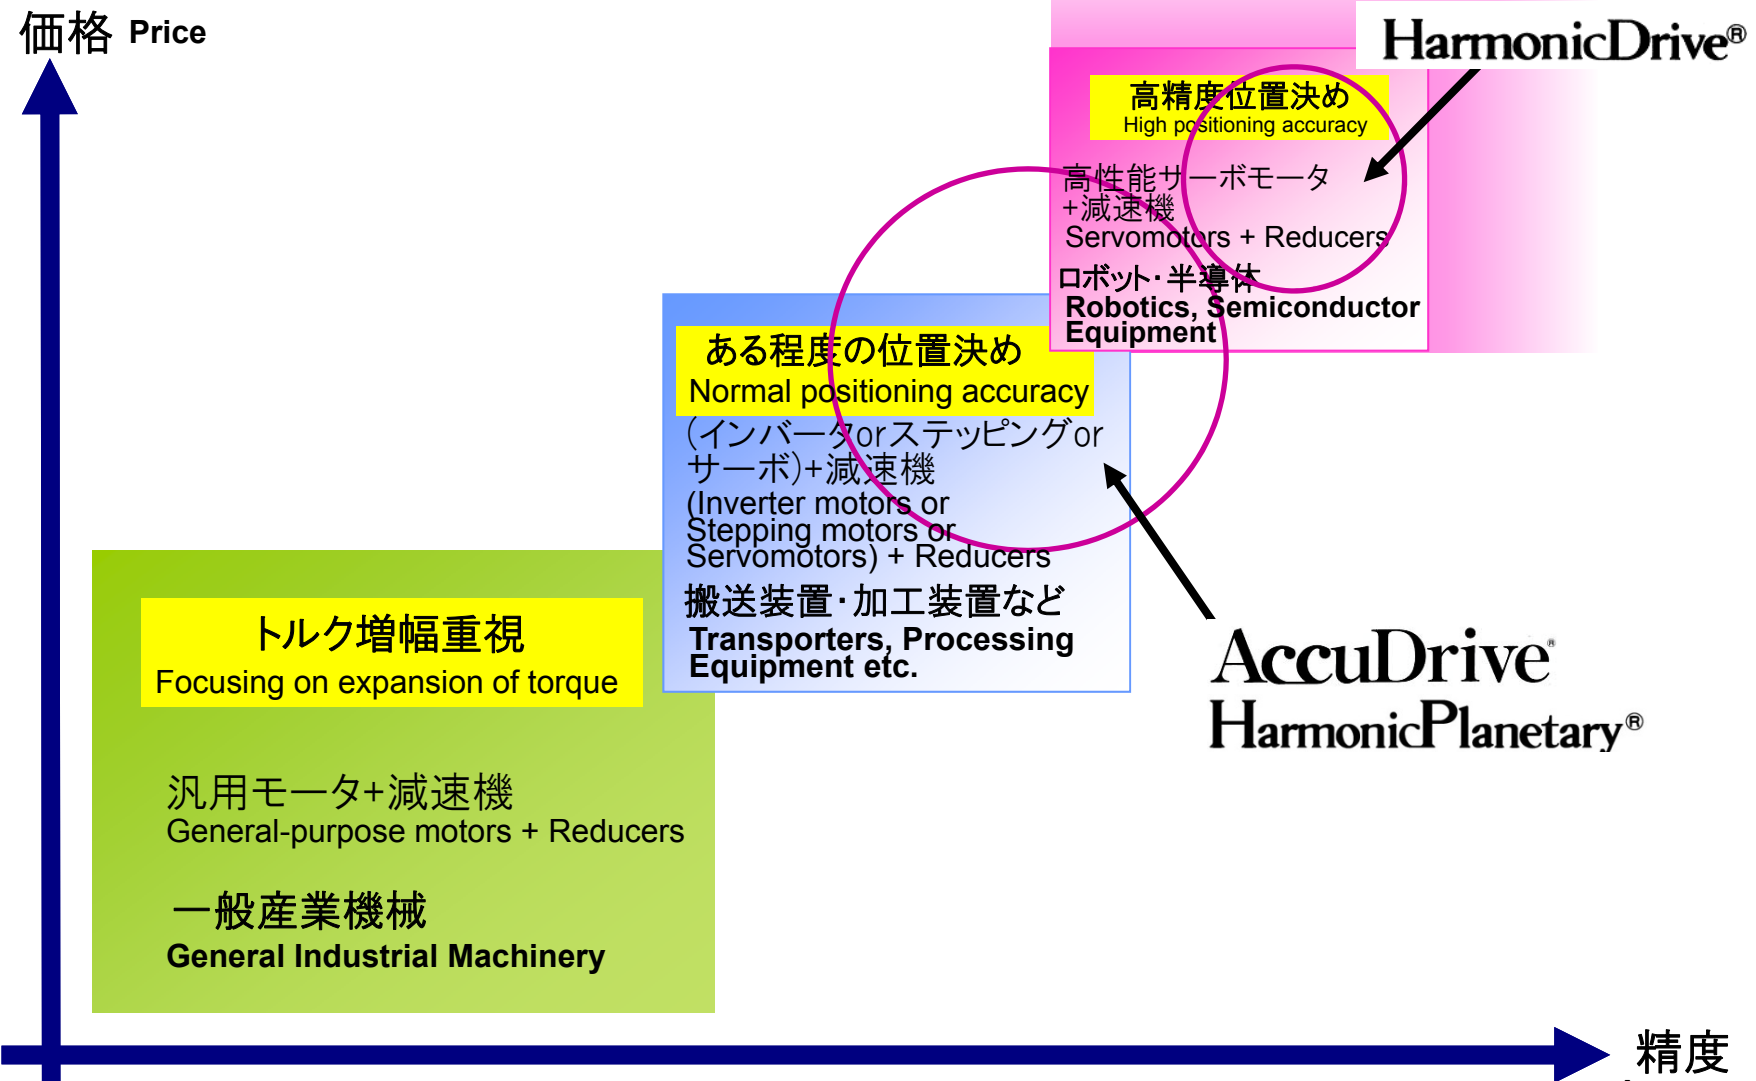 価格 Price
HarmonicDrive®
高精度位置決め
High positioning accuracy
高性能サーボモータ
+減速機
Servomotors + Reducers
ロボット・半導体
Robotics, Semiconductor
Equipment
ある程度の位置決め
Normal positioning accuracy
(インバータorステッピングor
サーボ)+減速機
(Inverter motors or
Stepping motors or
Servomotors) + Reducers
搬送装置・加工装置など
Transporters, Processing
Equipment etc.
AccuDrive®
HarmonicPlanetary®
トルク増幅重視
Focusing on expansion of torque
汎用モータ+減速機
General-purpose motors + Reducers
一般産業機械
General Industrial Machinery
精度